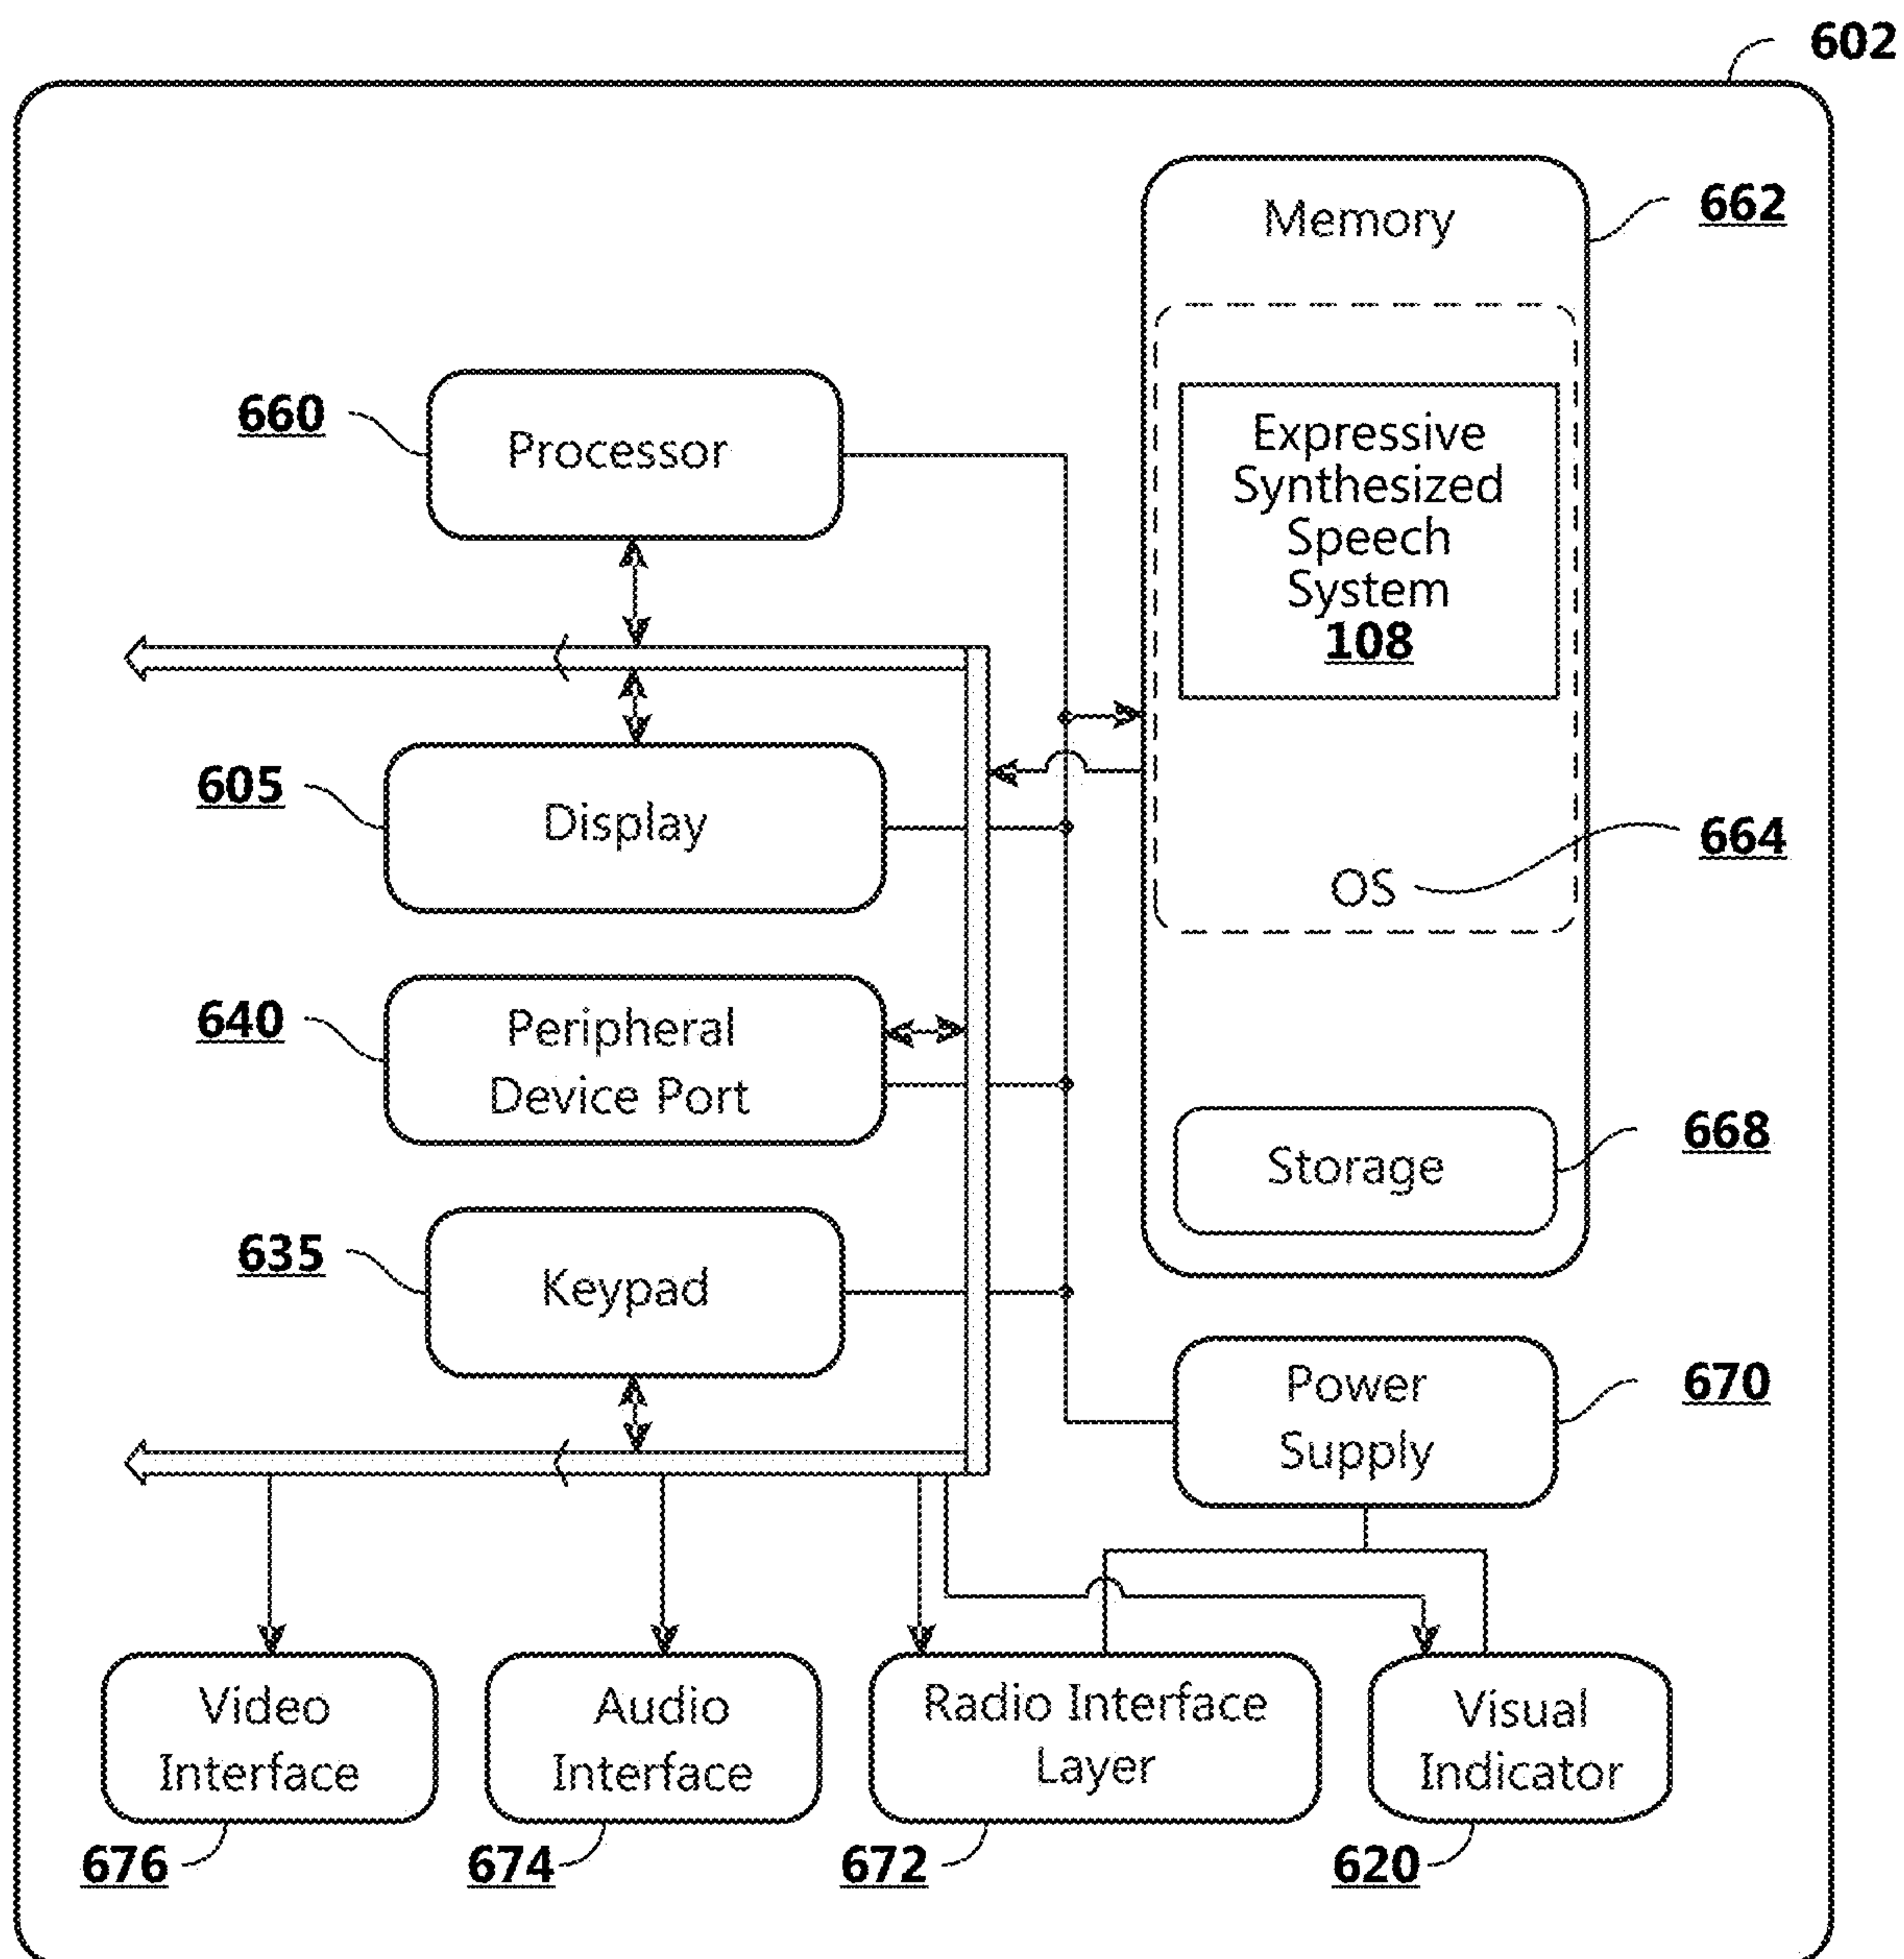 602
Memory
662
Expressive
Synthesized
Speech
System
108
660
Processor
605
Display
664
OS
640
Peripheral
Device Port
668
Storage
635
Keypad
670
Power
Supply
Video
Interface
Audio
Interface
Radio Interface
Layer
Visual
Indicator
676
674
672
620